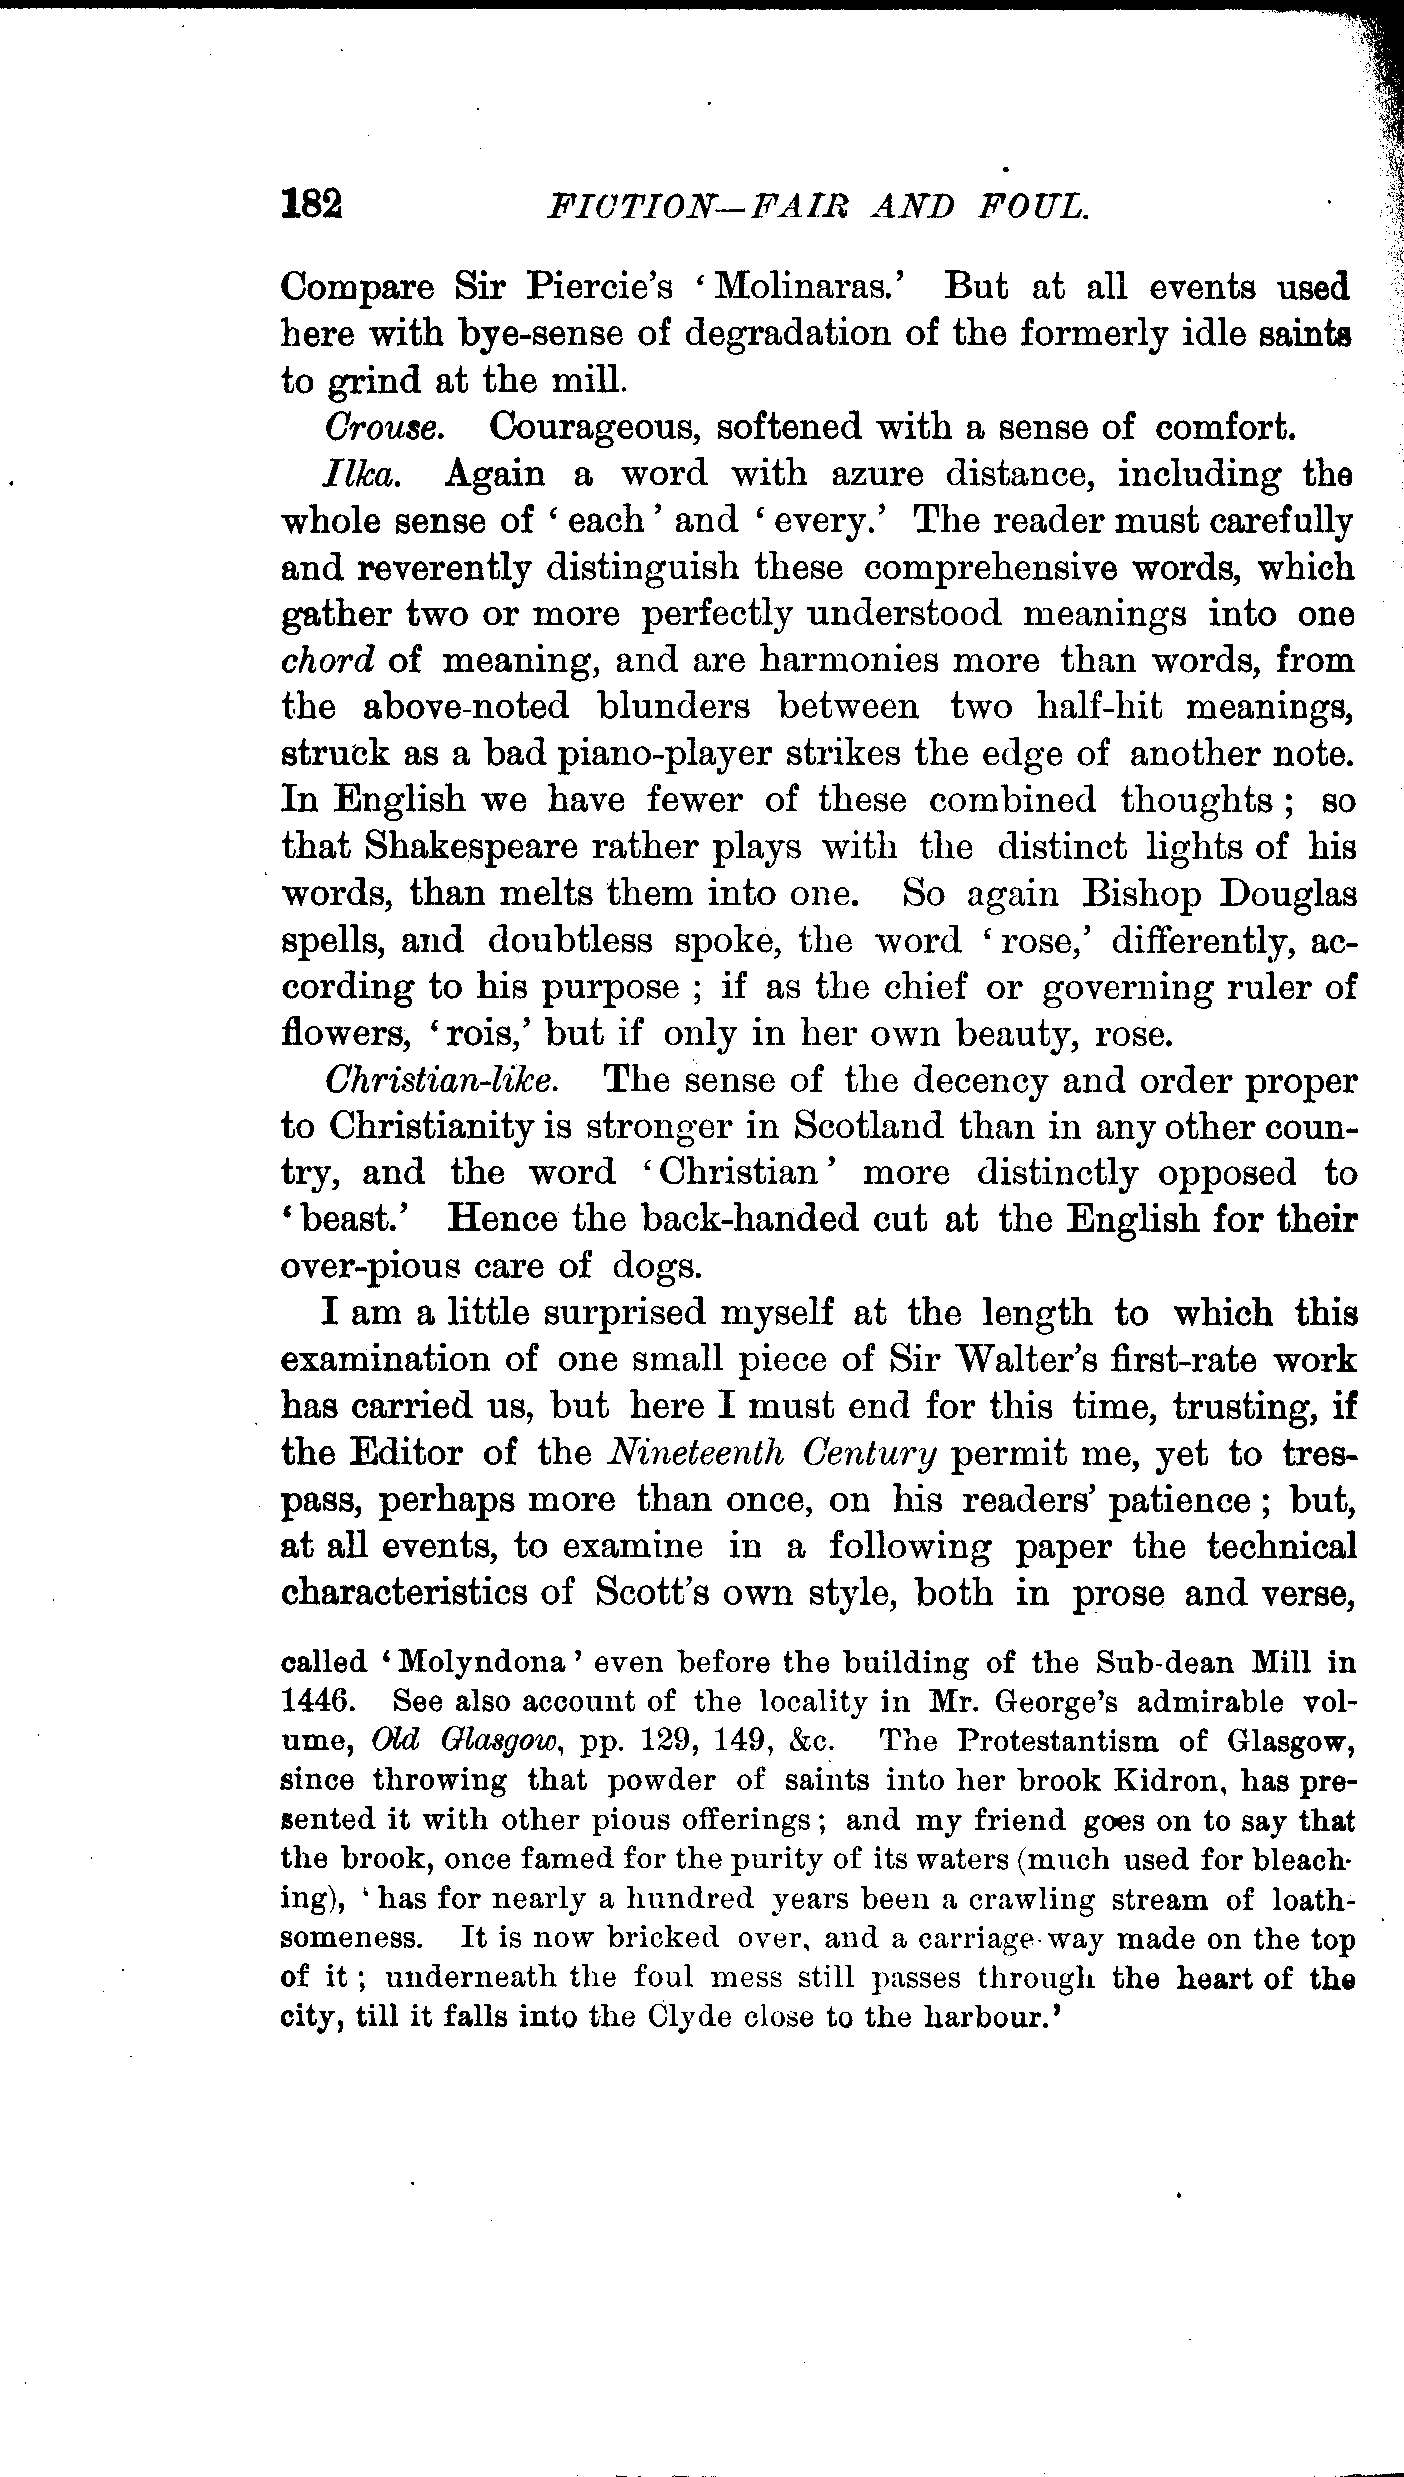 182 FICTION—FAIR AND FOUL.
Compare Sir Piercie's ‘Molinaras.’ But at all events used
here with bye-sense of degradation of the formerly idle saints
to grind at the mill.
Crouse. Courageous, softened with a sense of comfort.
Ilka. Again a word with azure distance, including the
whole sense of ‘each’ and ‘every.’ The reader must carefully
and reverently distinguish these comprehensive words, which
gather two or more perfectly understood meanings into one
chord of meaning, and are harmonies more than words, from
the above-noted blunders between two half-hit meanings,
struck as a bad piano-player strikes the edge of another note.
In English we have fewer of these combined thoughts; so
that Shakespeare rather plays with the distinct lights of his
words, than melts them into one. So again Bishop Douglas
spells, and doubtless spoke, the word ‘rose,’ differently, ac-
cording to his purpose; if as the chief or governing ruler of
flowers, ‘rois,’ but if only in her own beauty, rose.
Christian-like. The sense of the decency and order proper
to Christianity is stronger in Scotland than in any other coun-
try, and the word ‘Christian’ more distinctly opposed to
‘beast.’ Hence the back-handed cut at the English for their
over-pious care of dogs.
I am a little surprised myself at the length to which this
examination of one small piece of Sir Walter's first-rate work
has carried us, but here I must end for this time, trusting, if
the Editor of the Nineteenth Century permit me, yet to tres-
pass, perhaps more than once, on his readers' patience; but,
at all events, to examine in a following paper the technical
characteristics of Scott's own style, both in prose and verse,
called ‘Molyndona’ even before the building of the Sub-dean Mill in
1446. See also account of the locality in Mr. George's admirable vol-
ume, Old Glasgow, pp. 129, 149, &c. The Protestantism of Glasgow,
since throwing that powder of saints into her brook Kidron, has pre-
sented it with other pious offerings; and my friend goes on to say that
the brook, once famed for the purity of its waters (much used for bleach-
ing), ‘has for nearly a hundred years been a crawling stream of loath-
someness. It is now bricked over, and a carriage-way made on the top
of it; underneath the foul mess still passes through the heart of the
city, till it falls into the Clyde close to the harbour.’